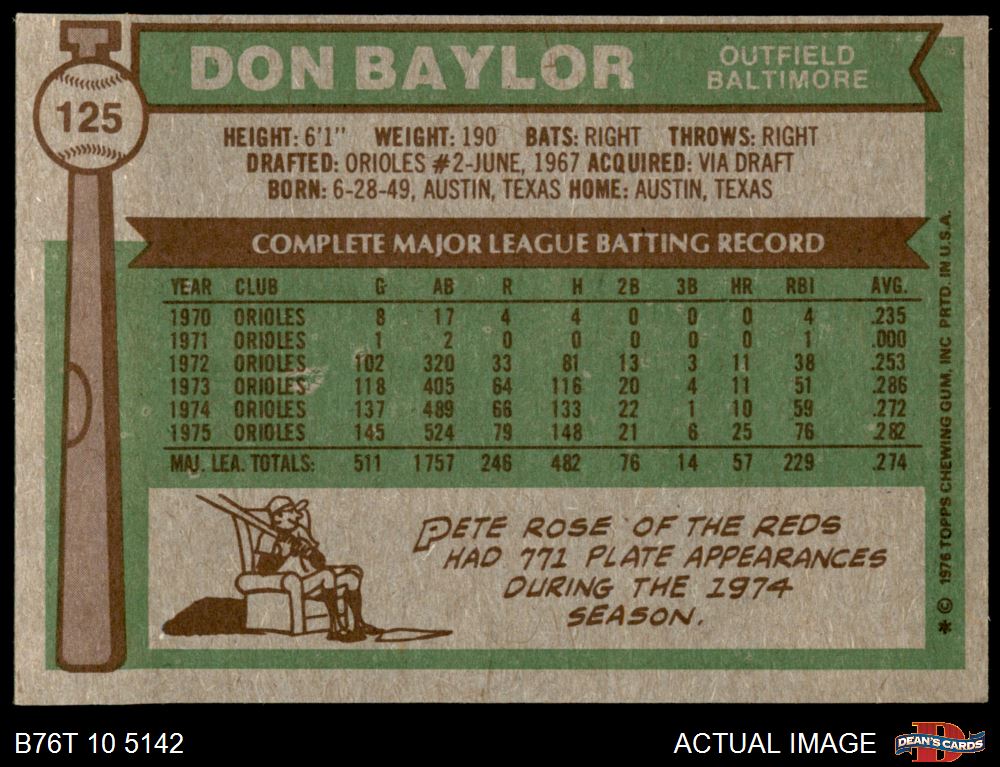 125
DON BAYLOR
OUTFIELD
BALTIMORE
HEIGHT: 6'1" WEIGHT: 190 BATS: RIGHT THROWS: RIGHT
DRAFTED: ORIOLES #2-JUNE, 1967 ACQUIRED: VIA DRAFT
BORN: 6-28-49, AUSTIN, TEXAS HOME: AUSTIN, TEXAS
COMPLETE MAJOR LEAGUE BATTING RECORD
YEAR CLUB G AB R H 2B 3B HR RBI AVG.
1970 ORIOLES 8 17 4 4 0 0 0 4 .235
1971 ORIOLES 1 2 0 0 0 0 0 1 .000
1972 ORIOLES 102 320 33 81 13 3 11 38 .253
1973 ORIOLES 118 405 64 116 20 4 11 51 .286
1974 ORIOLES 137 489 66 133 22 1 10 59 .272
1975 ORIOLES 145 524 79 148 21 6 25 76 .282
MAJ. LEA. TOTALS: 511 1757 246 482 76 14 57 229 .274
PETE ROSE OF THE REDS
HAD 771 PLATE APPEARANCES
DURING THE 1974
SEASON.
* © 1976 TOPPS CHEWING GUM, INC PRTD. IN U.S.A.
B76T 10 5142
ACTUAL IMAGE
D
DEAN'S CARDS